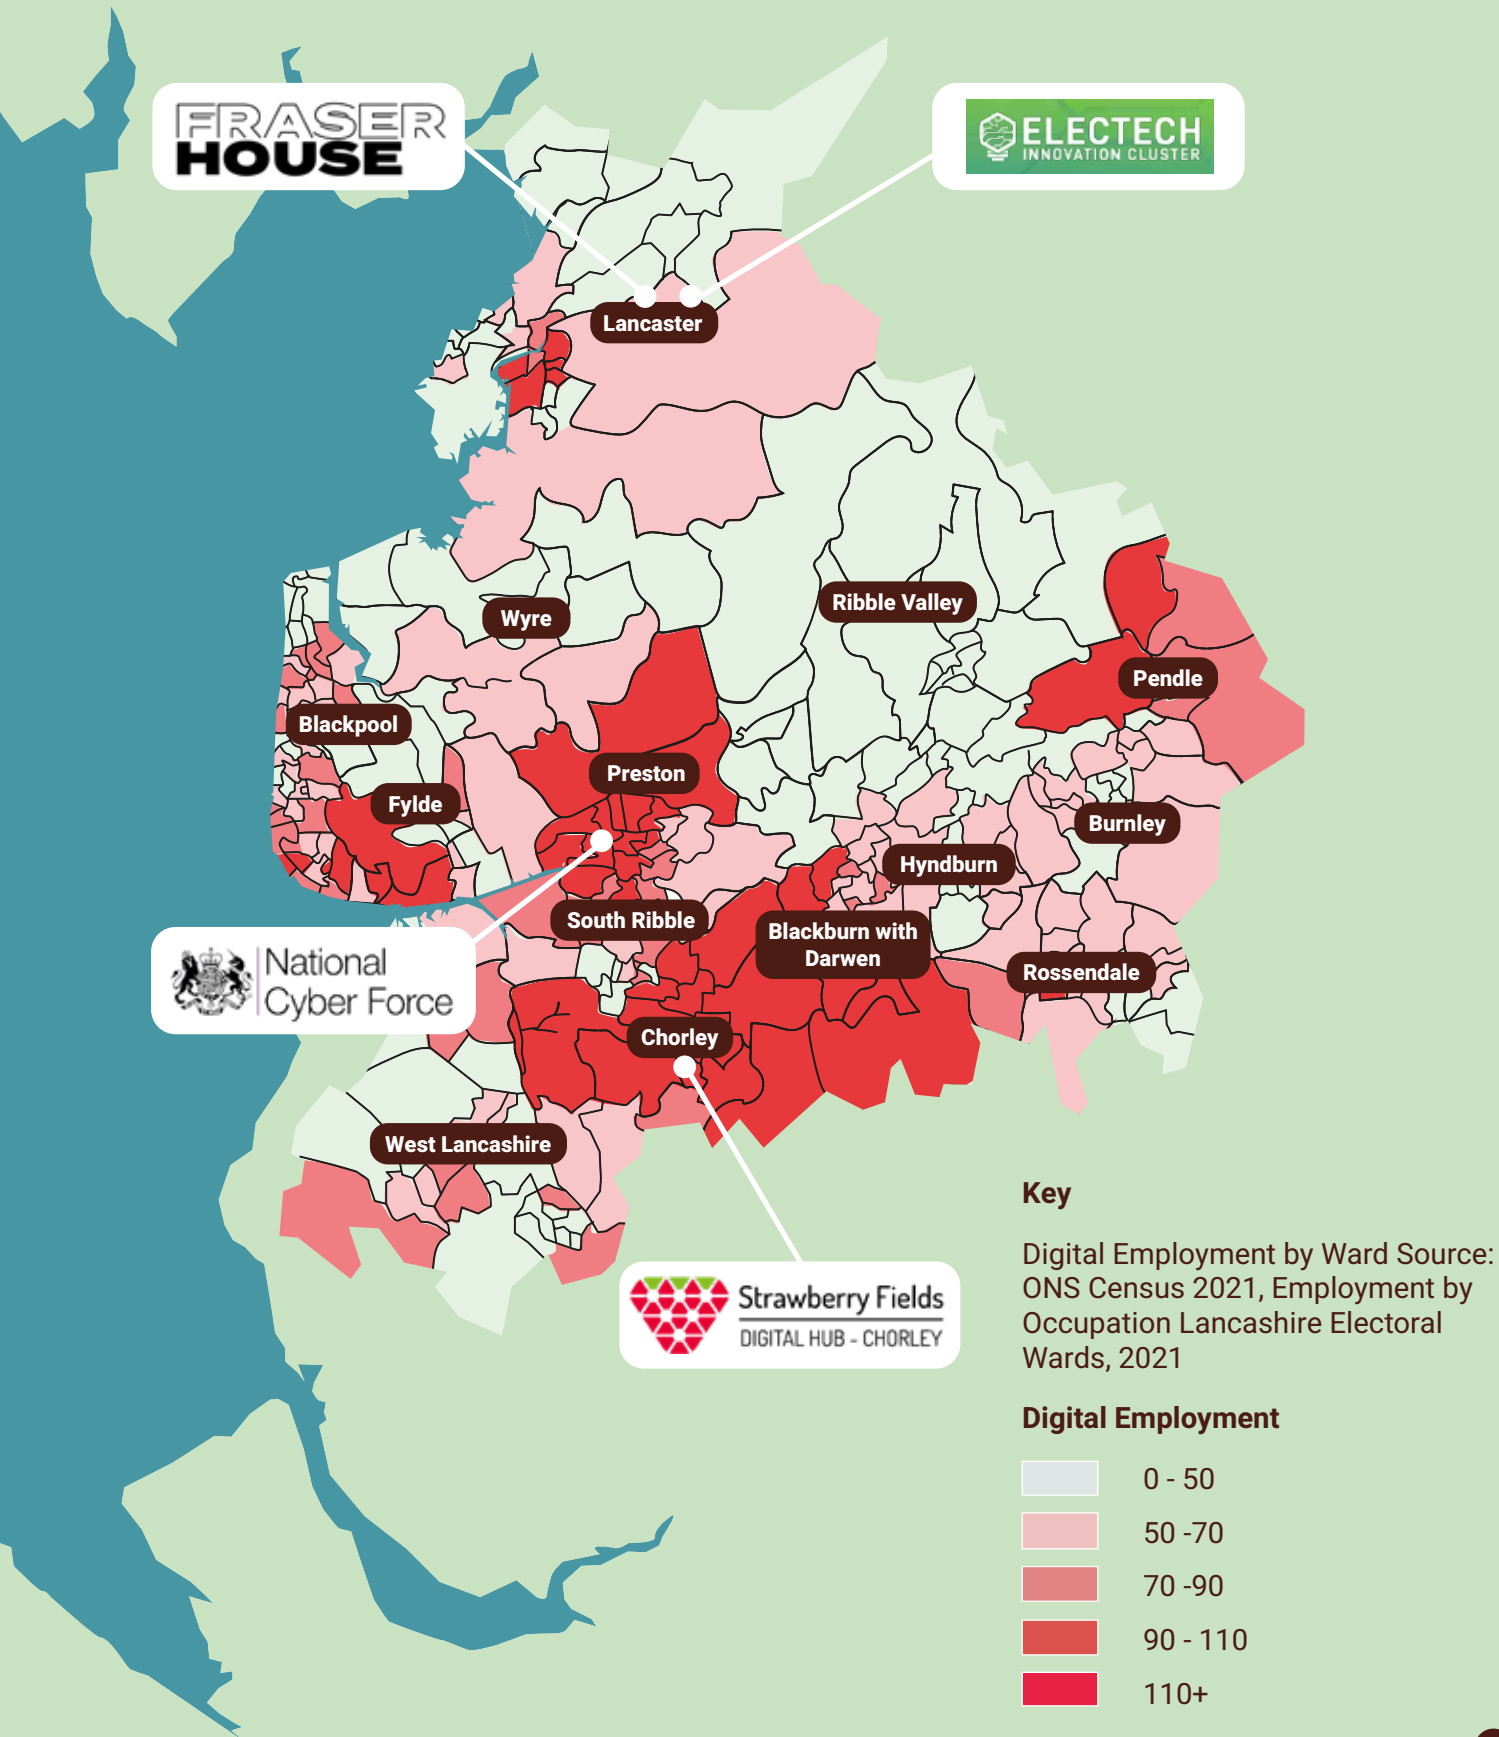 FRASER
HOUSE
ELECTECH
INNOVATION CLUSTER
Lancaster
Wyre
Ribble Valley
Pendle
Blackpool
Preston
Fylde
Burnley
Hyndburn
South Ribble
Blackburn with
Darwen
Rossendale
National
Cyber Force
Chorley
West Lancashire
Strawberry Fields
DIGITAL HUB - CHORLEY
Key
Digital Employment by Ward Source:
ONS Census 2021, Employment by
Occupation Lancashire Electoral
Wards, 2021
Digital Employment
0 - 50
50 -70
70 -90
90 - 110
110+